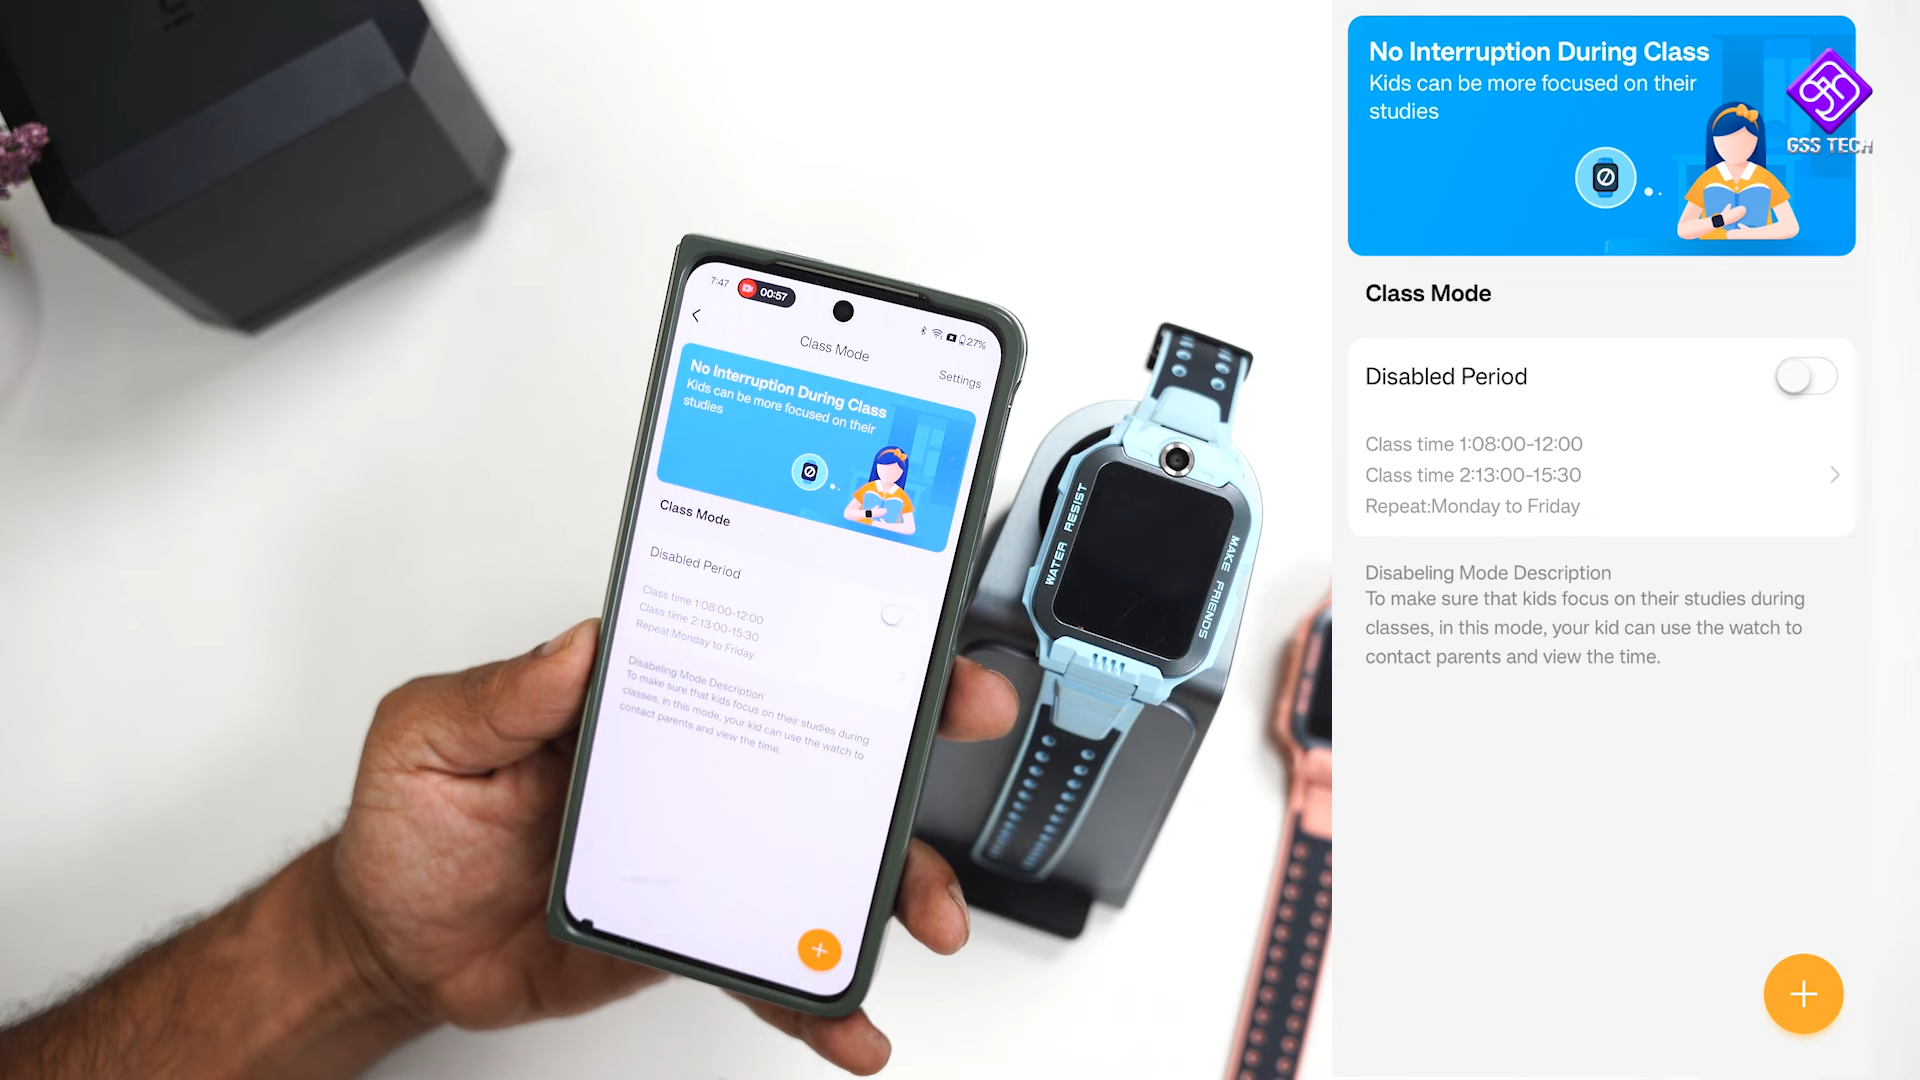 7:47
00:57
27%
Class Mode
Settings
No Interruption During Class
Kids can be more focused on their
studies
Class Mode
Disabled Period
Class time 1:08:00-12:00
Class time 2:13:00-15:30
Repeat:Monday to Friday
Disabeling Mode Description
To make sure that kids focus on their studies during
classes, in this mode, your kid can use the watch to
contact parents and view the time.
WATER RESIST
MAKE FRIENDS
No Interruption During Class
Kids can be more focused on their
studies
GSS TECH
Class Mode
Disabled Period
Class time 1:08:00-12:00
Class time 2:13:00-15:30
Repeat:Monday to Friday
Disabeling Mode Description
To make sure that kids focus on their studies during
classes, in this mode, your kid can use the watch to
contact parents and view the time.